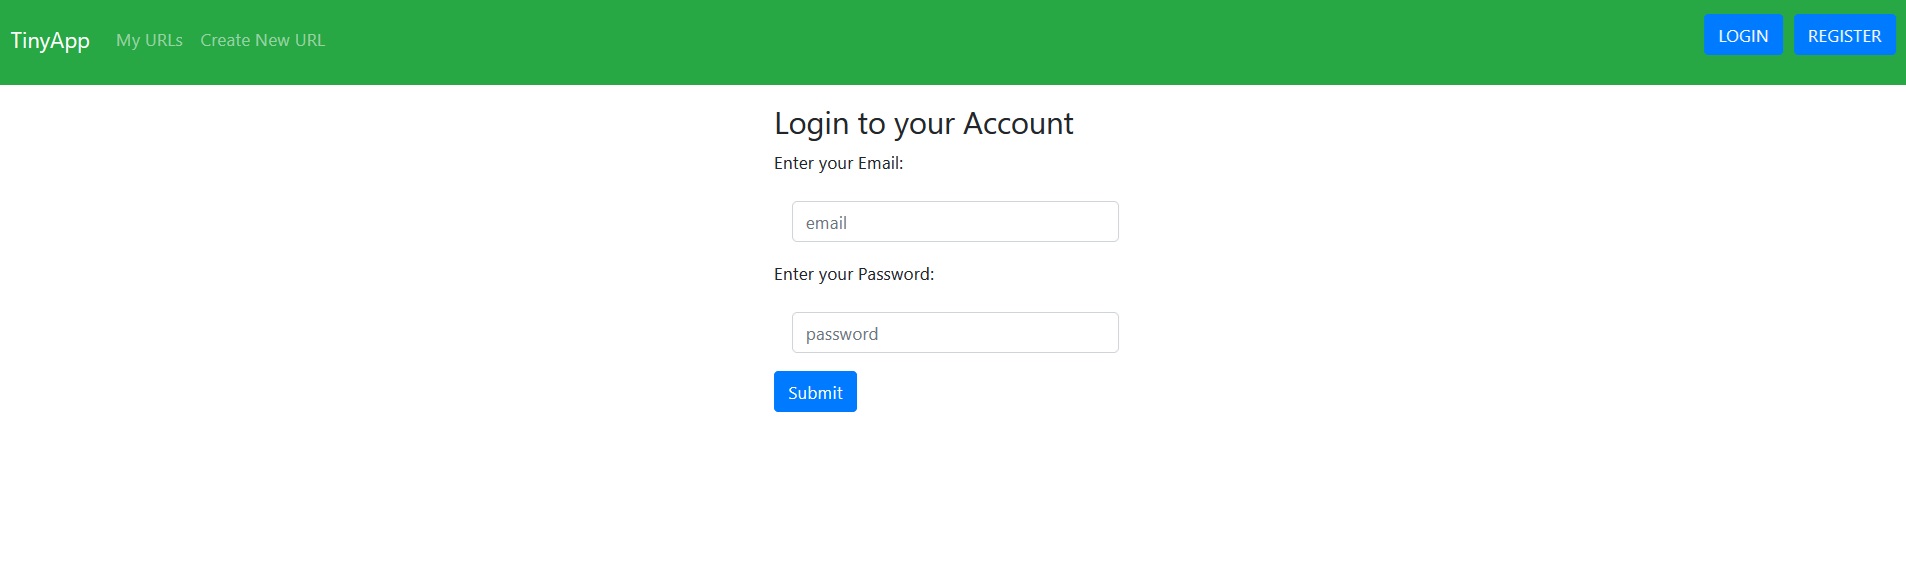 TinyApp My URLs Create New URL LOGIN REGISTER
Login to your Account
Enter your Email:
email
Enter your Password:
password
Submit